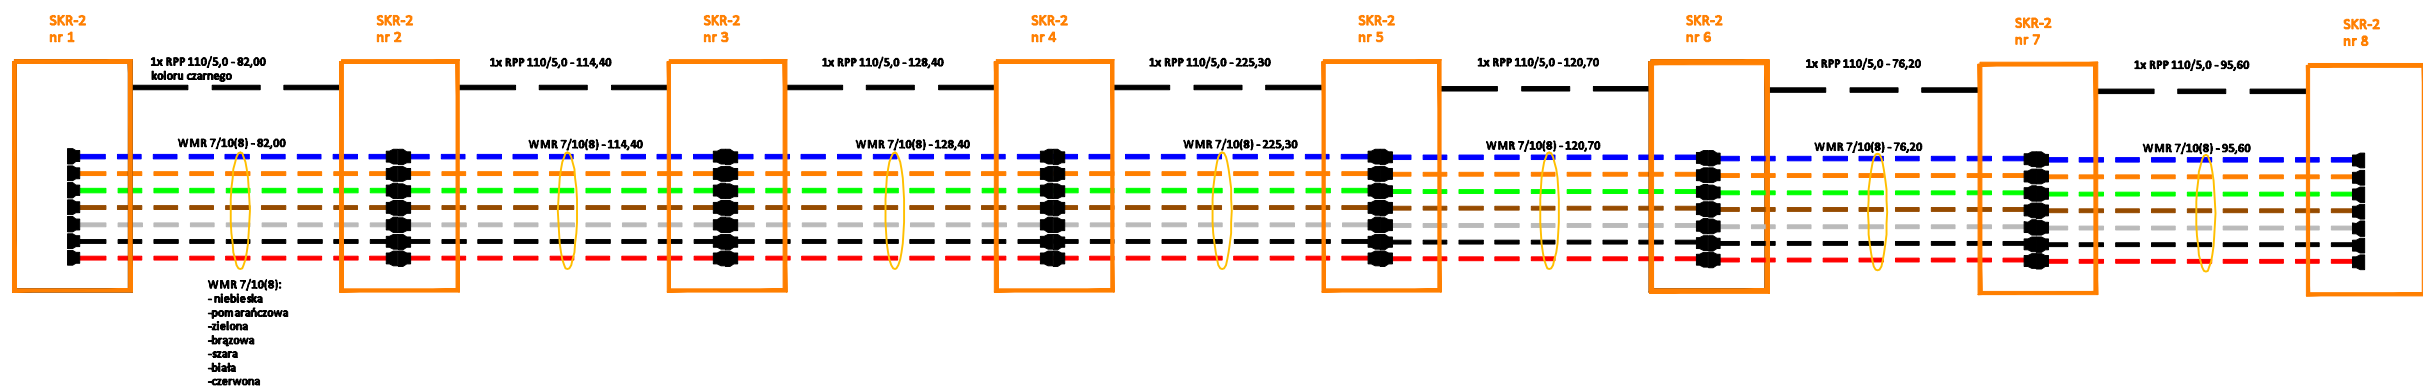 SKR-2
nr 1
SKR-2
nr 2
SKR-2
nr 3
SKR-2
nr 4
SKR-2
nr 5
SKR-2
nr 6
SKR-2
nr 7
SKR-2
nr 8
1x RPP 110/5,0 - 82,00
koloru czarnego
1x RPP 110/5,0 - 114,40
1x RPP 110/5,0 - 128,40
1x RPP 110/5,0 - 225,30
1x RPP 110/5,0 - 120,70
1x RPP 110/5,0 - 76,20
1x RPP 110/5,0 - 95,60
WMR 7/10(8) - 82,00
WMR 7/10(8) - 114,40
WMR 7/10(8) - 128,40
WMR 7/10(8) - 225,30
WMR 7/10(8) - 120,70
WMR 7/10(8) - 76,20
WMR 7/10(8) - 95,60
WMR 7/10(8):
- niebieska
-pomarańczowa
-zielona
-brązowa
-szara
-biała
-czerwona